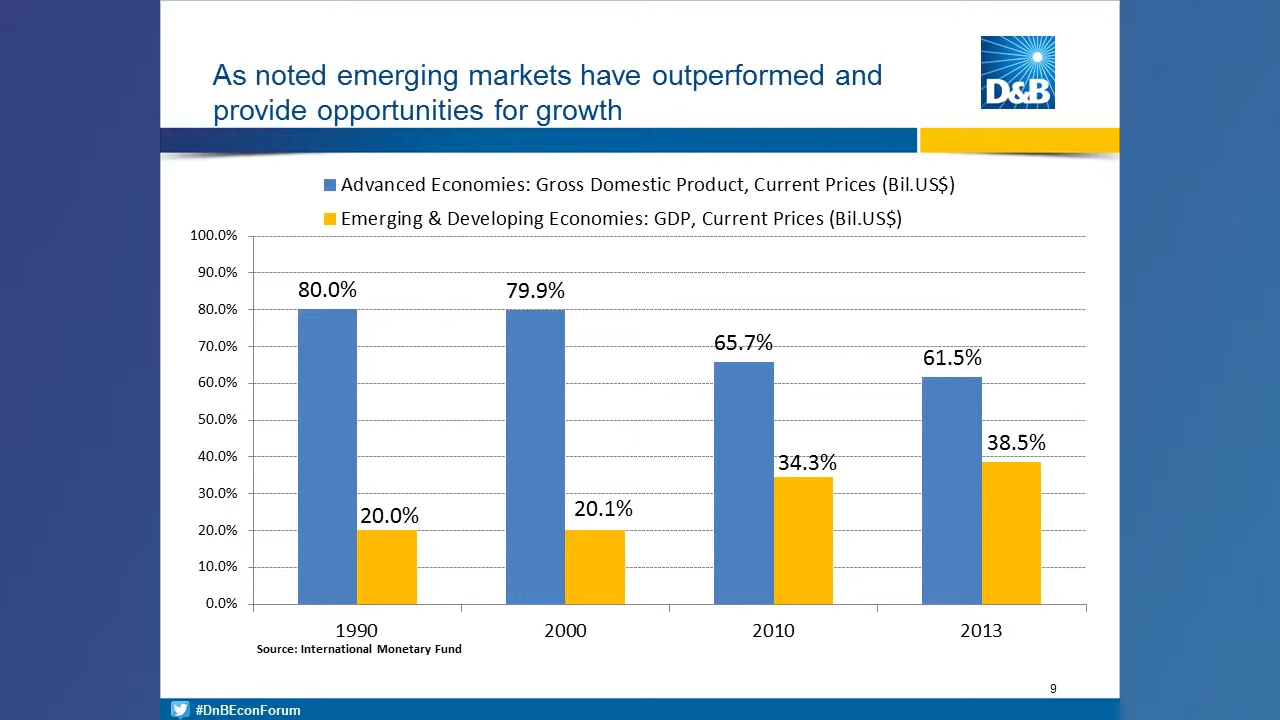 As noted emerging markets have outperformed and
provide opportunities for growth
D&B
Advanced Economies: Gross Domestic Product, Current Prices (Bil.US$)
Emerging & Developing Economies: GDP, Current Prices (Bil.US$)
100.0%
90.0%
80.0%
70.0%
60.0%
50.0%
40.0%
30.0%
20.0%
10.0%
0.0%
80.0%
20.0%
79.9%
20.1%
65.7%
34.3%
61.5%
38.5%
1990 2000 2010 2013
Source: International Monetary Fund
9
#DnBEconForum